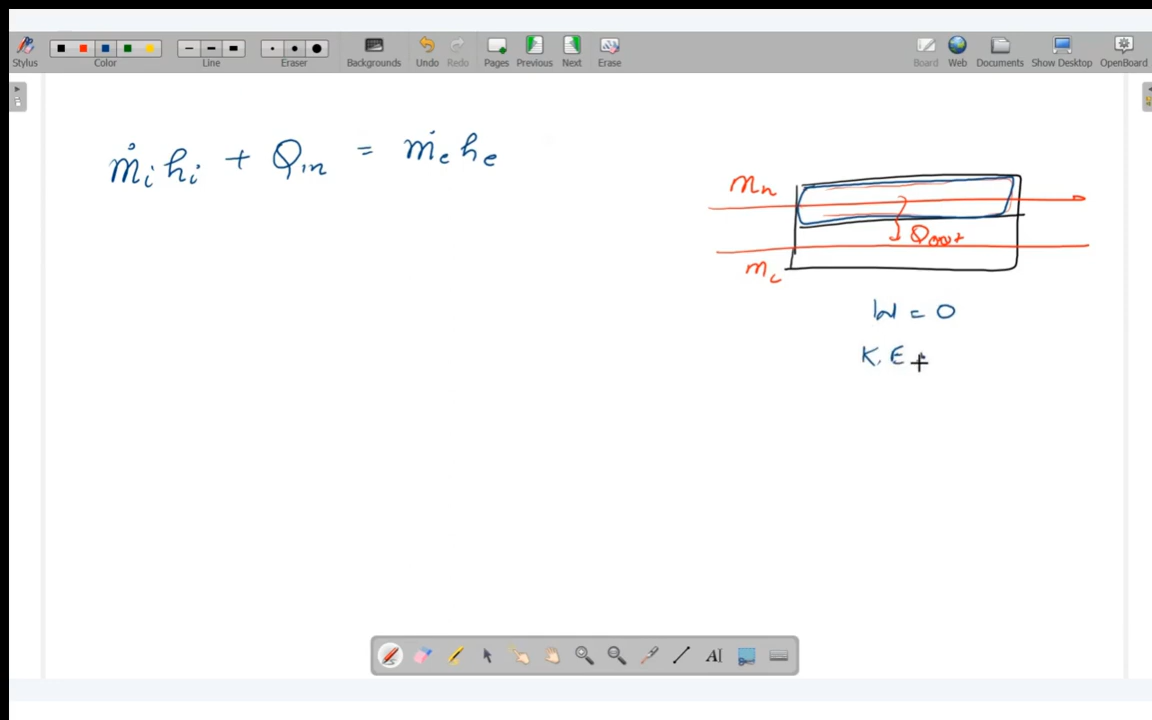 Stylus Color Line Eraser Backgrounds Undo Redo Pages Previous Next Erase Board Web Documents Show Desktop OpenBoard
ṁᵢhᵢ + Qin = ṁₑhₑ
mh
Qout
mc
W = 0
K.E +
AI